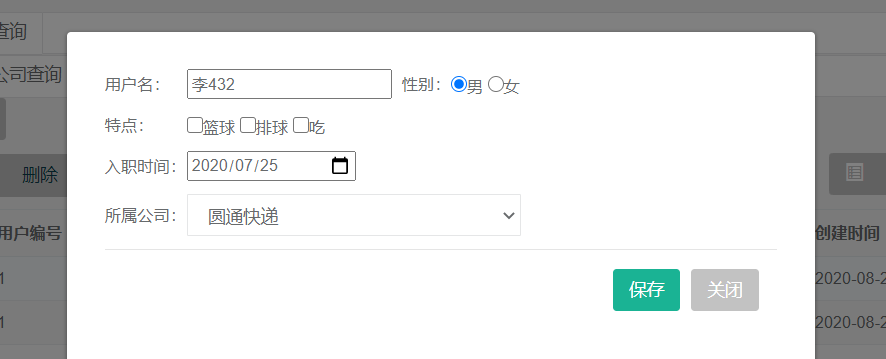 查询
公司查询
用户名： 李432 性别： 男 女
特点： 篮球 排球 吃
入职时间： 2020/07/25
删除
所属公司： 圆通快递
用户编号 创建时间
保存 关闭
1 2020-08-2
1 2020-08-2